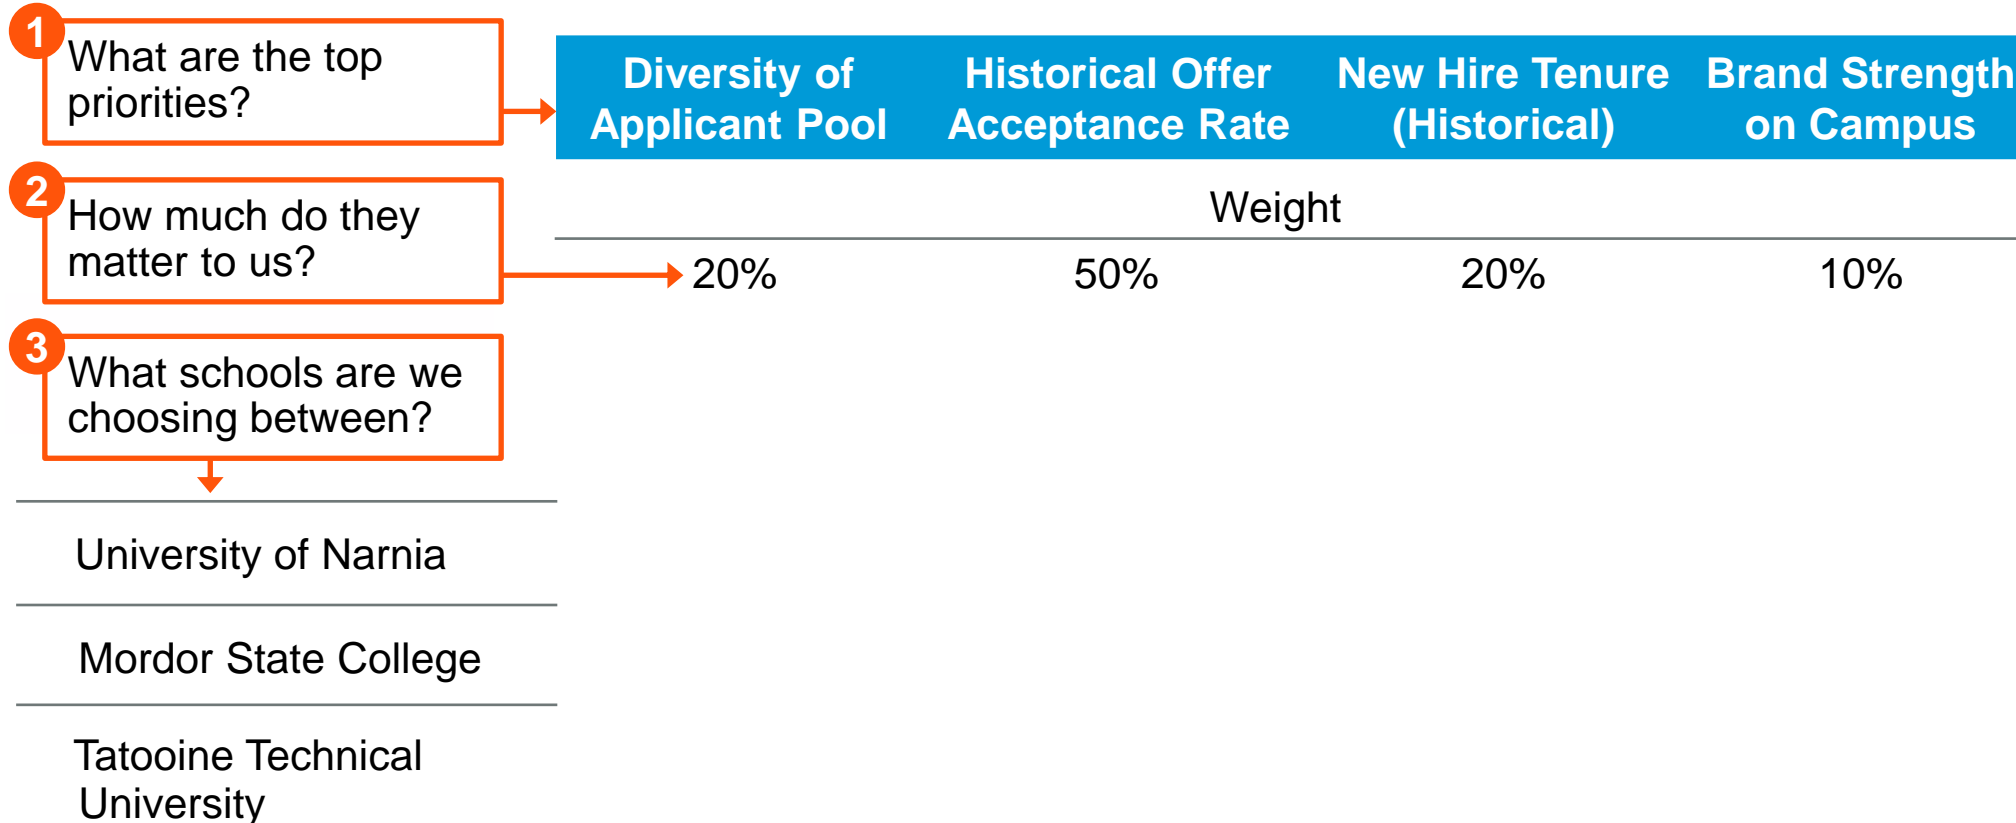 1
What are the top
priorities?
Diversity of
Applicant Pool
Historical Offer
Acceptance Rate
New Hire Tenure
(Historical)
Brand Strength
on Campus
2
How much do they
matter to us?
Weight
20%
50%
20%
10%
3
What schools are we
choosing between?
University of Narnia
Mordor State College
Tatooine Technical
University